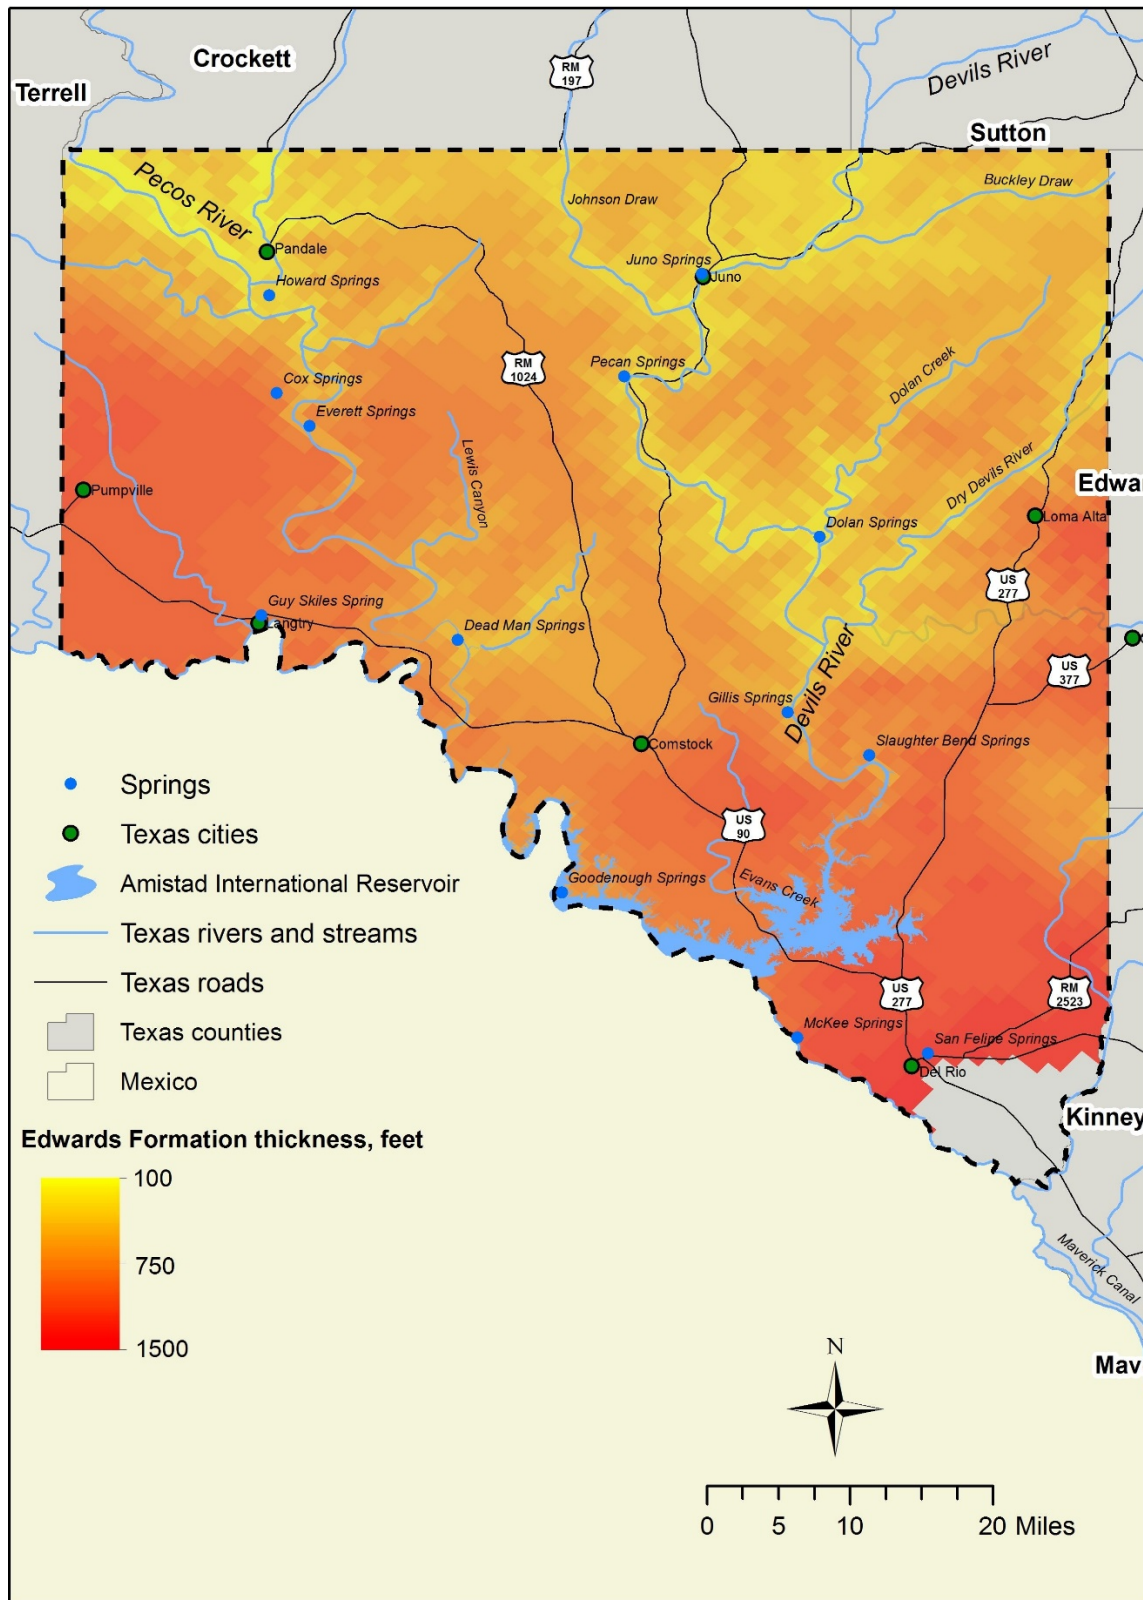 Crockett
Terrell
RM
197
Devils River
Sutton
Pecos River
Johnson Draw
Buckley Draw
Pandale
Juno Springs
Juno
Howard Springs
RM
1024
Pecan Springs
Dolan Creek
Cox Springs
Everett Springs
Lewis Canyon
Dry Devils River
Pumpville
Edwar
Loma Alta
Dolan Springs
US
277
Guy Skiles Spring
Langtry
Dead Man Springs
US
377
Gillis Springs
Devils River
Slaughter Bend Springs
Comstock
US
90
Goodenough Springs
Evans Creek
US
277
RM
2523
McKee Springs
San Felipe Springs
Del Rio
Kinney
Maverick Canal
Mav
Springs
Texas cities
Amistad International Reservoir
Texas rivers and streams
Texas roads
Texas counties
Mexico
Edwards Formation thickness, feet
100
750
1500
N
0 5 10 20 Miles